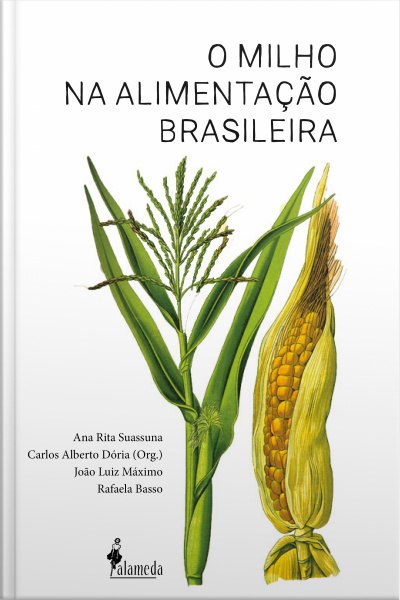 O MILHO
NA ALIMENTAÇÃO
BRASILEIRA
Ana Rita Suassuna
Carlos Alberto Dória (Org.)
João Luiz Máximo
Rafaela Basso
alameda